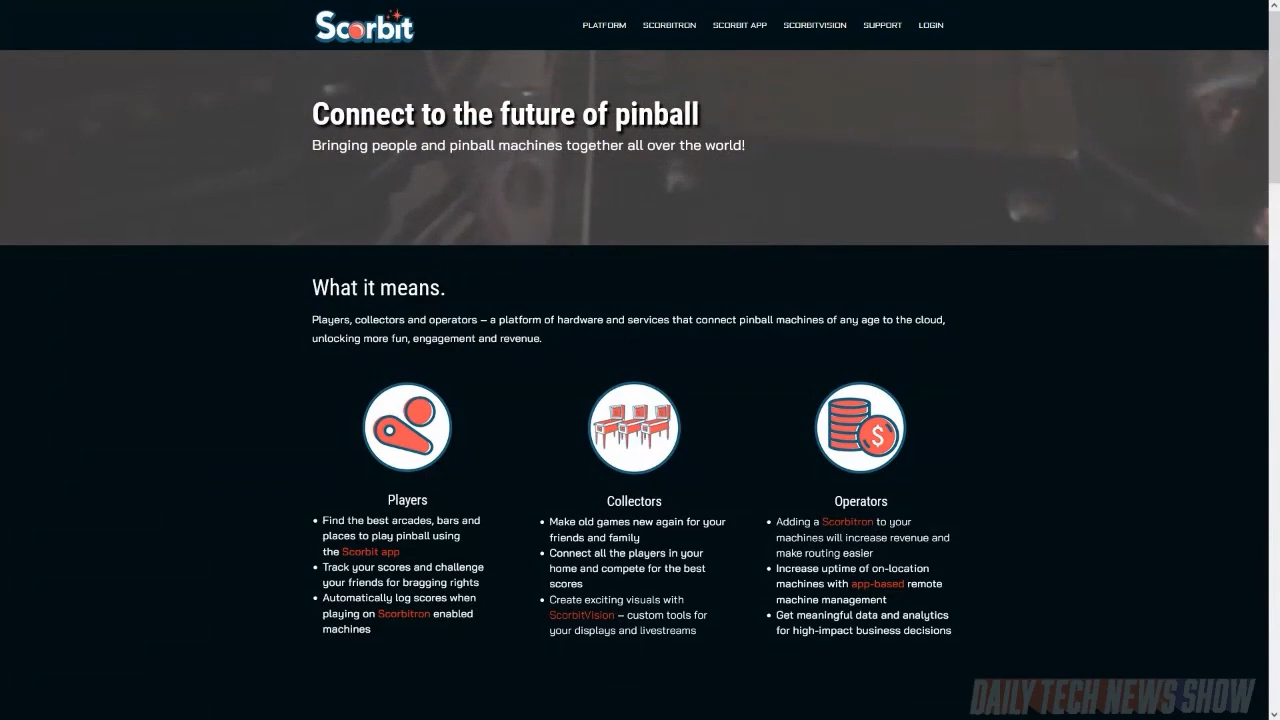 Scorbit
PLATFORM SCORBITRON SCORBIT APP SCORBITVISION SUPPORT LOGIN
Connect to the future of pinball
Bringing people and pinball machines together all over the world!
What it means.
Players, collectors and operators – a platform of hardware and services that connect pinball machines of any age to the cloud,
unlocking more fun, engagement and revenue.
$
Players
• Find the best arcades, bars and
places to play pinball using
the Scorbit app
• Track your scores and challenge
your friends for bragging rights
• Automatically log scores when
playing on Scorbitron enabled
machines
Collectors
• Make old games new again for your
friends and family
• Connect all the players in your
home and compete for the best
scores
• Create exciting visuals with
ScorbitVision – custom tools for
your displays and livestreams
Operators
• Adding a Scorbitron to your
machines will increase revenue and
make routing easier
• Increase uptime of on-location
machines with app-based remote
machine management
• Get meaningful data and analytics
for high-impact business decisions
DAILY TECH NEWS SHOW